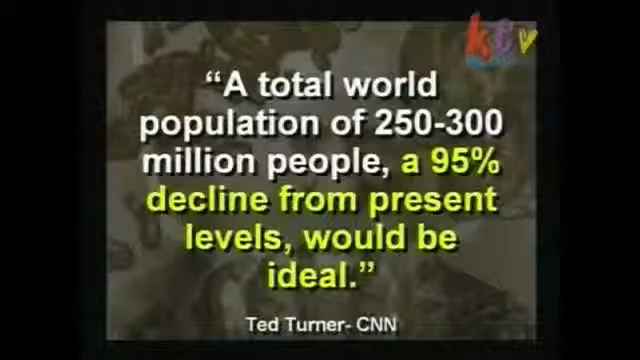 ktv
“A total world
population of 250-300
million people, a 95%
decline from present
levels, would be
ideal.”
Ted Turner- CNN